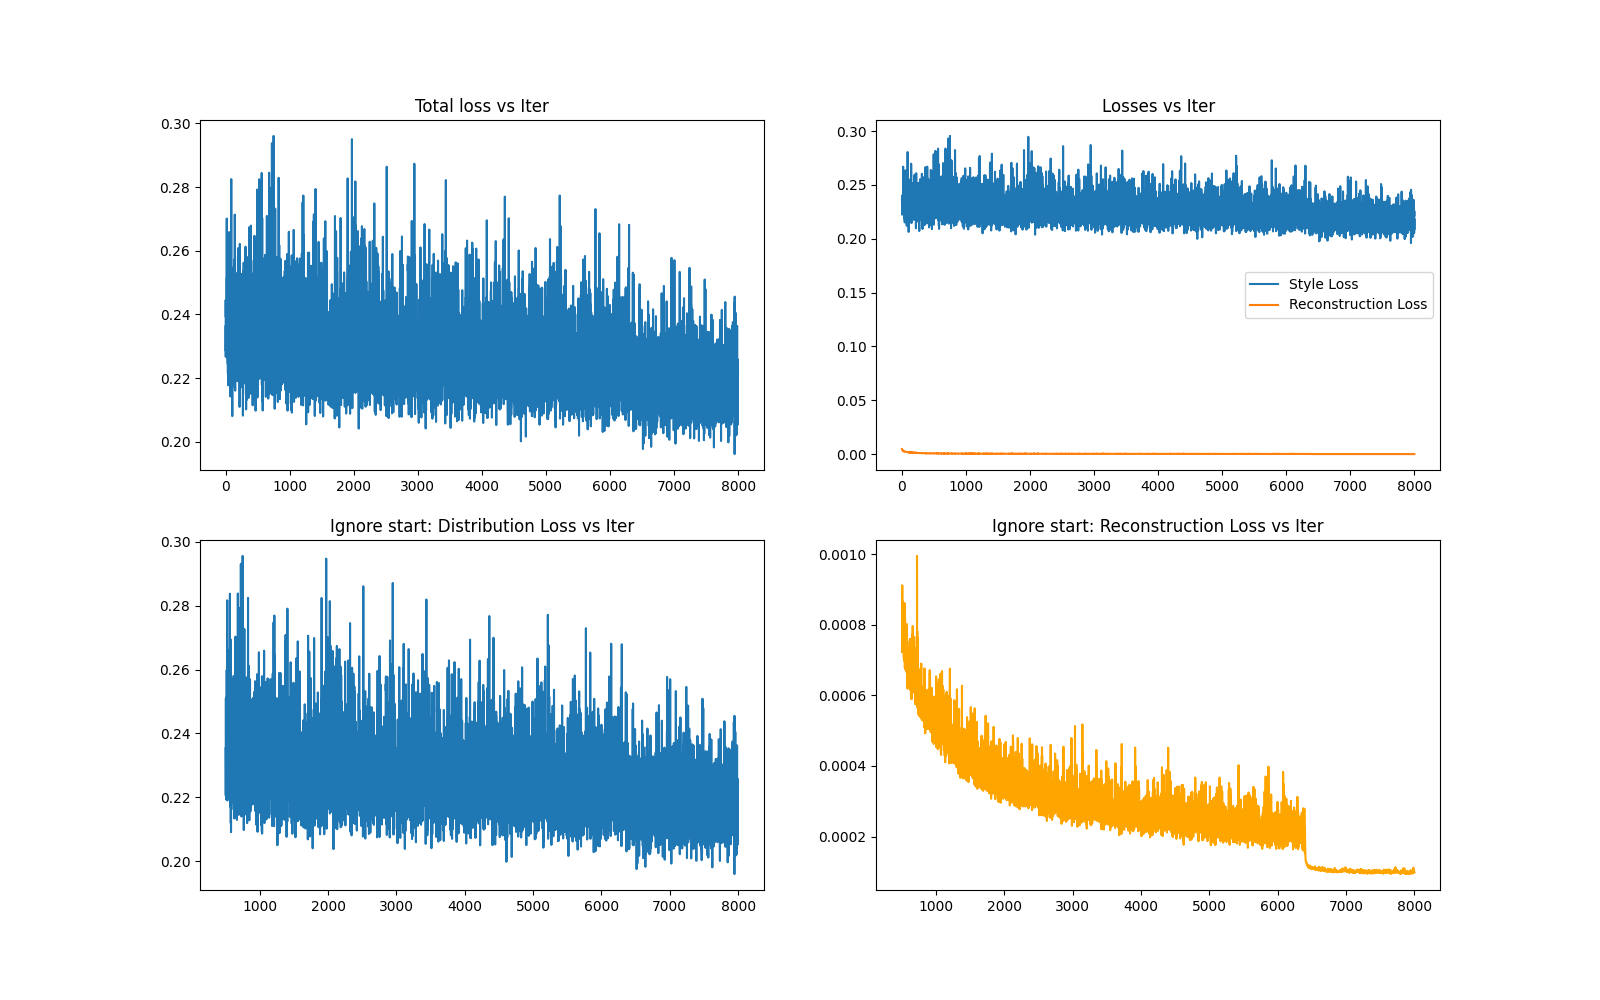 Total loss vs Iter
0.30
0.28
0.26
0.24
0.22
0.20
0 1000 2000 3000 4000 5000 6000 7000 8000
Losses vs Iter
0.30
0.25
0.20
0.15
0.10
0.05
0.00
Style Loss
Reconstruction Loss
0 1000 2000 3000 4000 5000 6000 7000 8000
Ignore start: Distribution Loss vs Iter
0.30
0.28
0.26
0.24
0.22
0.20
1000 2000 3000 4000 5000 6000 7000 8000
Ignore start: Reconstruction Loss vs Iter
0.0010
0.0008
0.0006
0.0004
0.0002
1000 2000 3000 4000 5000 6000 7000 8000